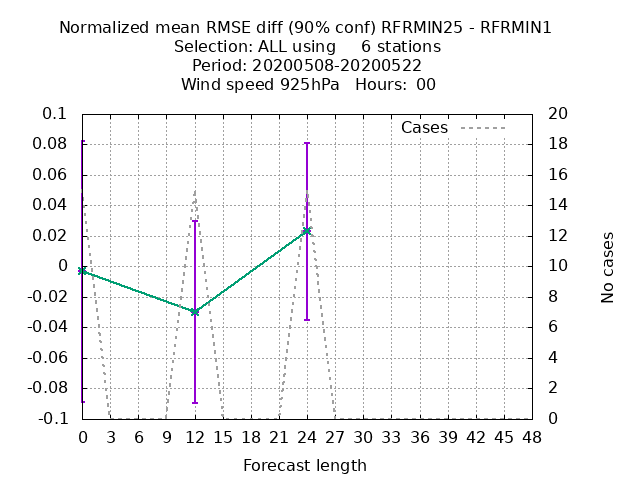 Normalized mean RMSE diff (90% conf) RFRMIN25 - RFRMIN1
Selection: ALL using     6 stations
Period: 20200508-20200522
Wind speed 925hPa   Hours:  00
Cases
0.1
0.08
0.06
0.04
0.02
0
-0.02
-0.04
-0.06
-0.08
-0.1
20
18
16
14
12
10
8
6
4
2
0
No cases
0 3 6 9 12 15 18 21 24 27 30 33 36 39 42 45 48
Forecast length